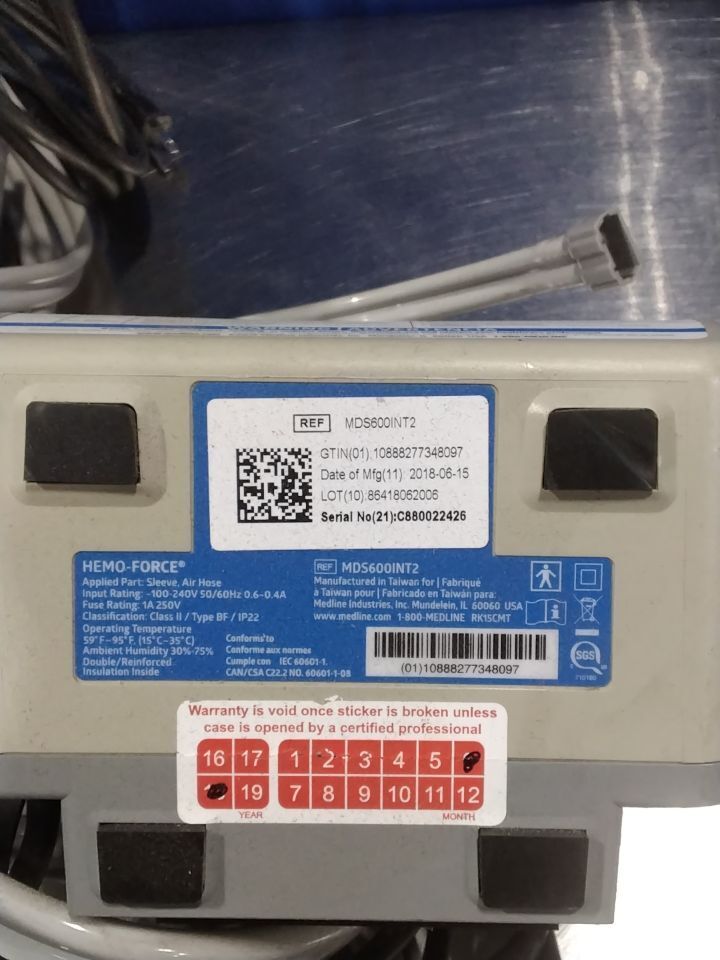 WARNING | ADVERTENCIA
REF MDS600INT2
GTIN(01):10888277348097
Date of Mfg(11): 2018-06-15
LOT(10):86418062006
Serial No(21):C880022426
HEMO-FORCE®
Applied Part: Sleeve, Air Hose
Input Rating: ~100-240V 50/60Hz 0.6-0.4A
Fuse Rating: 1A 250V
Classification: Class II / Type BF / IP22
Operating Temperature
59°F-95°F, (15°C-35°C)
Ambient Humidity 30%-75%
Double/Reinforced
Insulation Inside
Conforms to
Conforme aux normes
Cumple con IEC 60601-1
CAN/CSA C22.2 NO. 60601-1-08
REF MDS600INT2
Manufactured in Taiwan for | Fabriqué
à Taiwan pour | Fabricado en Taiwán para:
Medline Industries, Inc. Mundelein, IL 60060 USA
www.medline.com 1-800-MEDLINE RK15CMT
(01)10888277348097
SGS
Warranty is void once sticker is broken unless
case is opened by a certified professional
16 17 1 2 3 4 5
19 7 8 9 10 11 12
YEAR MONTH